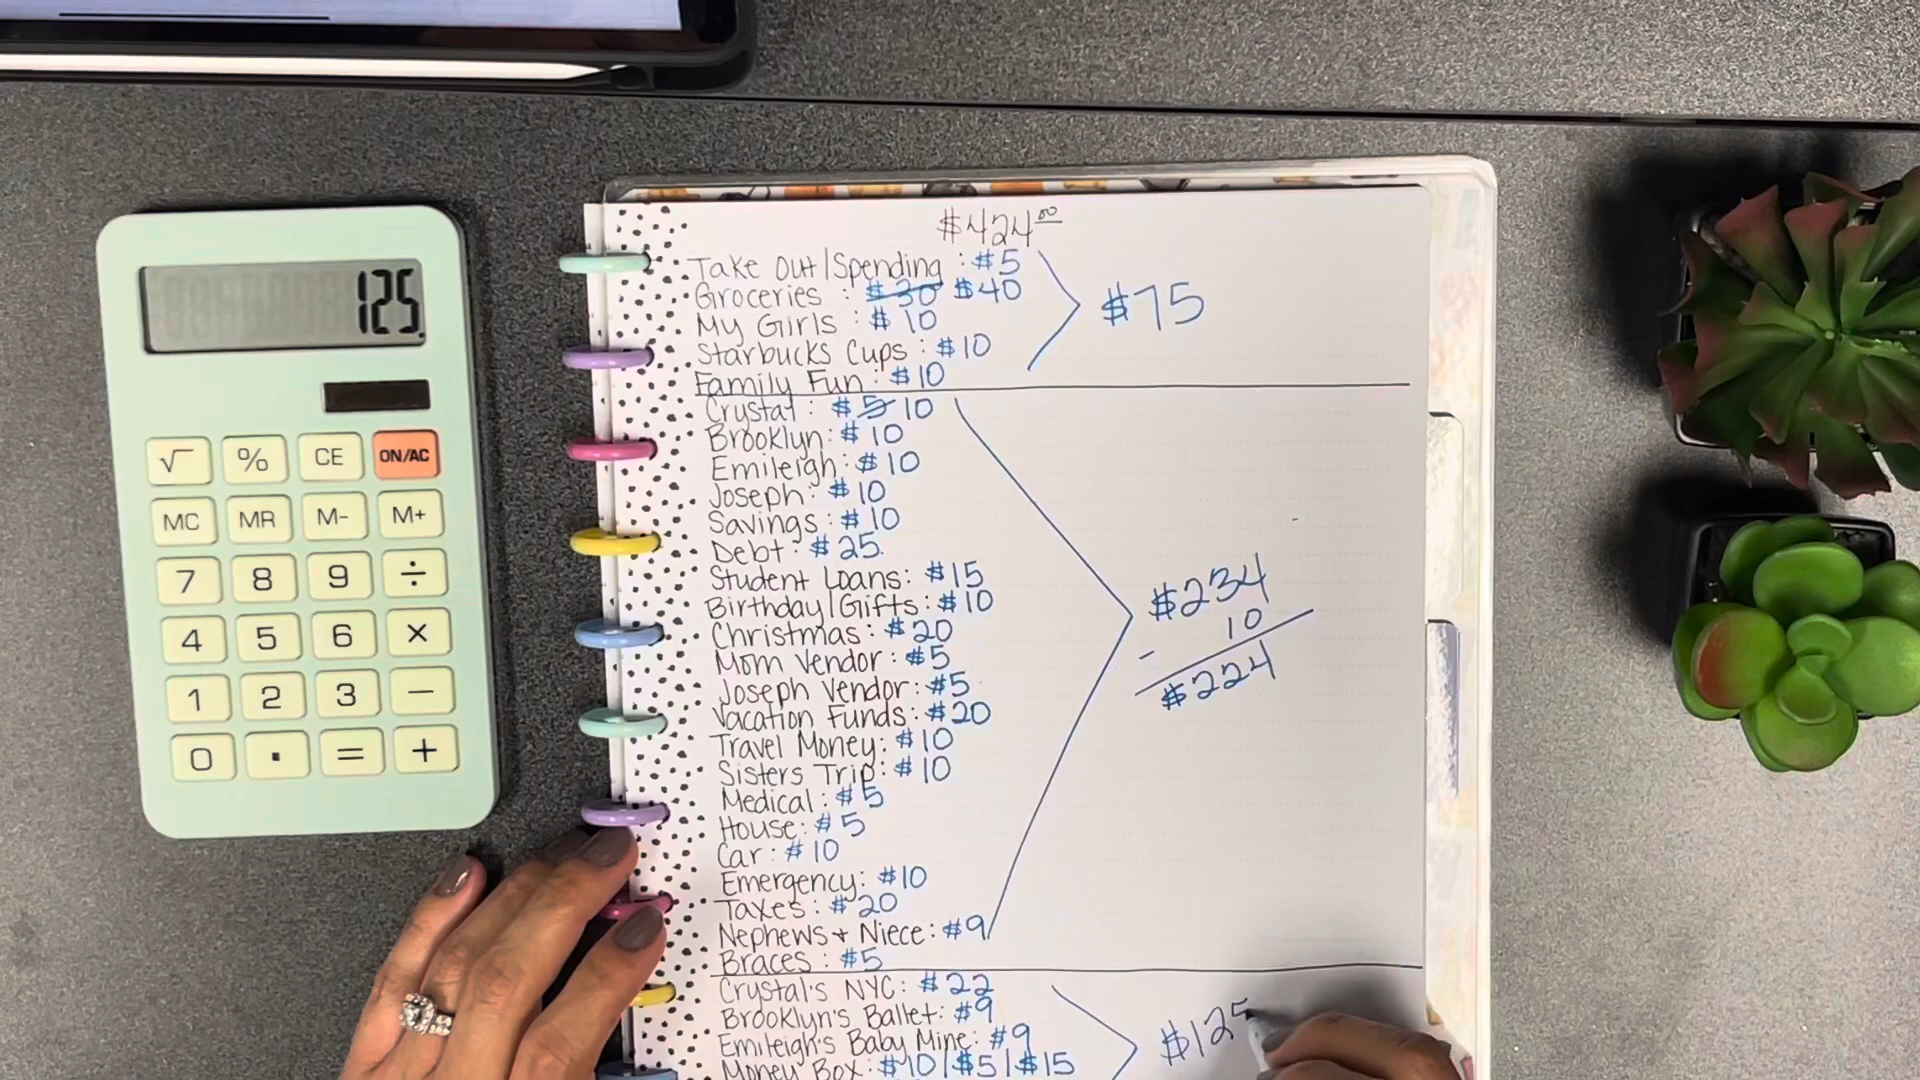 $424.00
Take Out/Spending : $5
Groceries : $30 $40
My Girls : $10
Starbucks Cups : $10
Family Fun : $10
$75
Crystal : $5 10
Brooklyn : $10
Emileigh : $10
Joseph : $10
Savings : $10
Debt : $25
Student Loans : $15
Birthday/Gifts : $10
Christmas : $20
Mom Vendor : $5
Joseph Vendor : $5
Vacation Funds : $20
Travel Money : $10
Sisters Trip : $10
Medical : $5
House : $5
Car : $10
Emergency : $10
Taxes : $20
Nephews + Niece : $9
Braces : $5
$234
- 10
$224
Crystal's NYC : $22
Brooklyn's Ballet : $9
Emileigh's Baby Mine : $9
Money Box : $10/$5/$15
$125
125.
√ % CE ON/AC
MC MR M- M+
7 8 9 ÷
4 5 6 ×
1 2 3 −
0 . = +